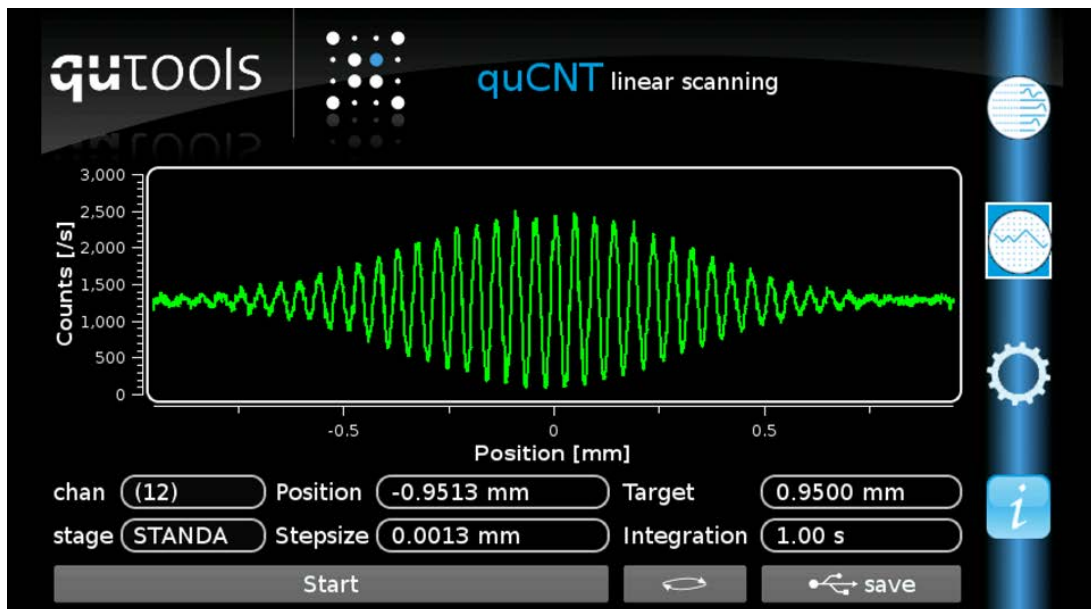 qutools
quCNT linear scanning
3,000
2,500
2,000
1,500
1,000
500
0
Counts [/s]
-0.5 0 0.5
Position [mm]
chan (12) Position -0.9513 mm Target 0.9500 mm
stage STANDA Stepsize 0.0013 mm Integration 1.00 s
Start save
i